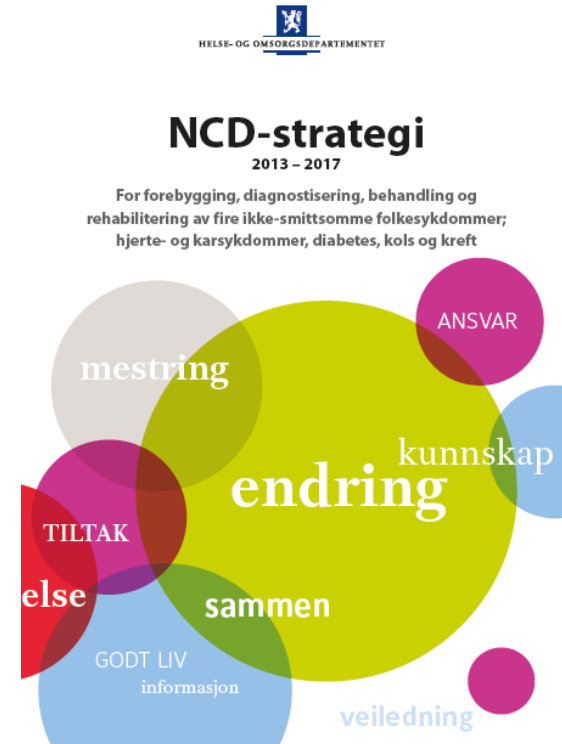 HELSE- OG OMSORGSDEPARTEMENTET
NCD-strategi
2013 – 2017
For forebygging, diagnostisering, behandling og
rehabilitering av fire ikke-smittsomme folkesykdommer;
hjerte- og karsykdommer, diabetes, kols og kreft
ANSVAR
mestring
kunnskap
endring
TILTAK
else
sammen
GODT LIV
informasjon
veiledning